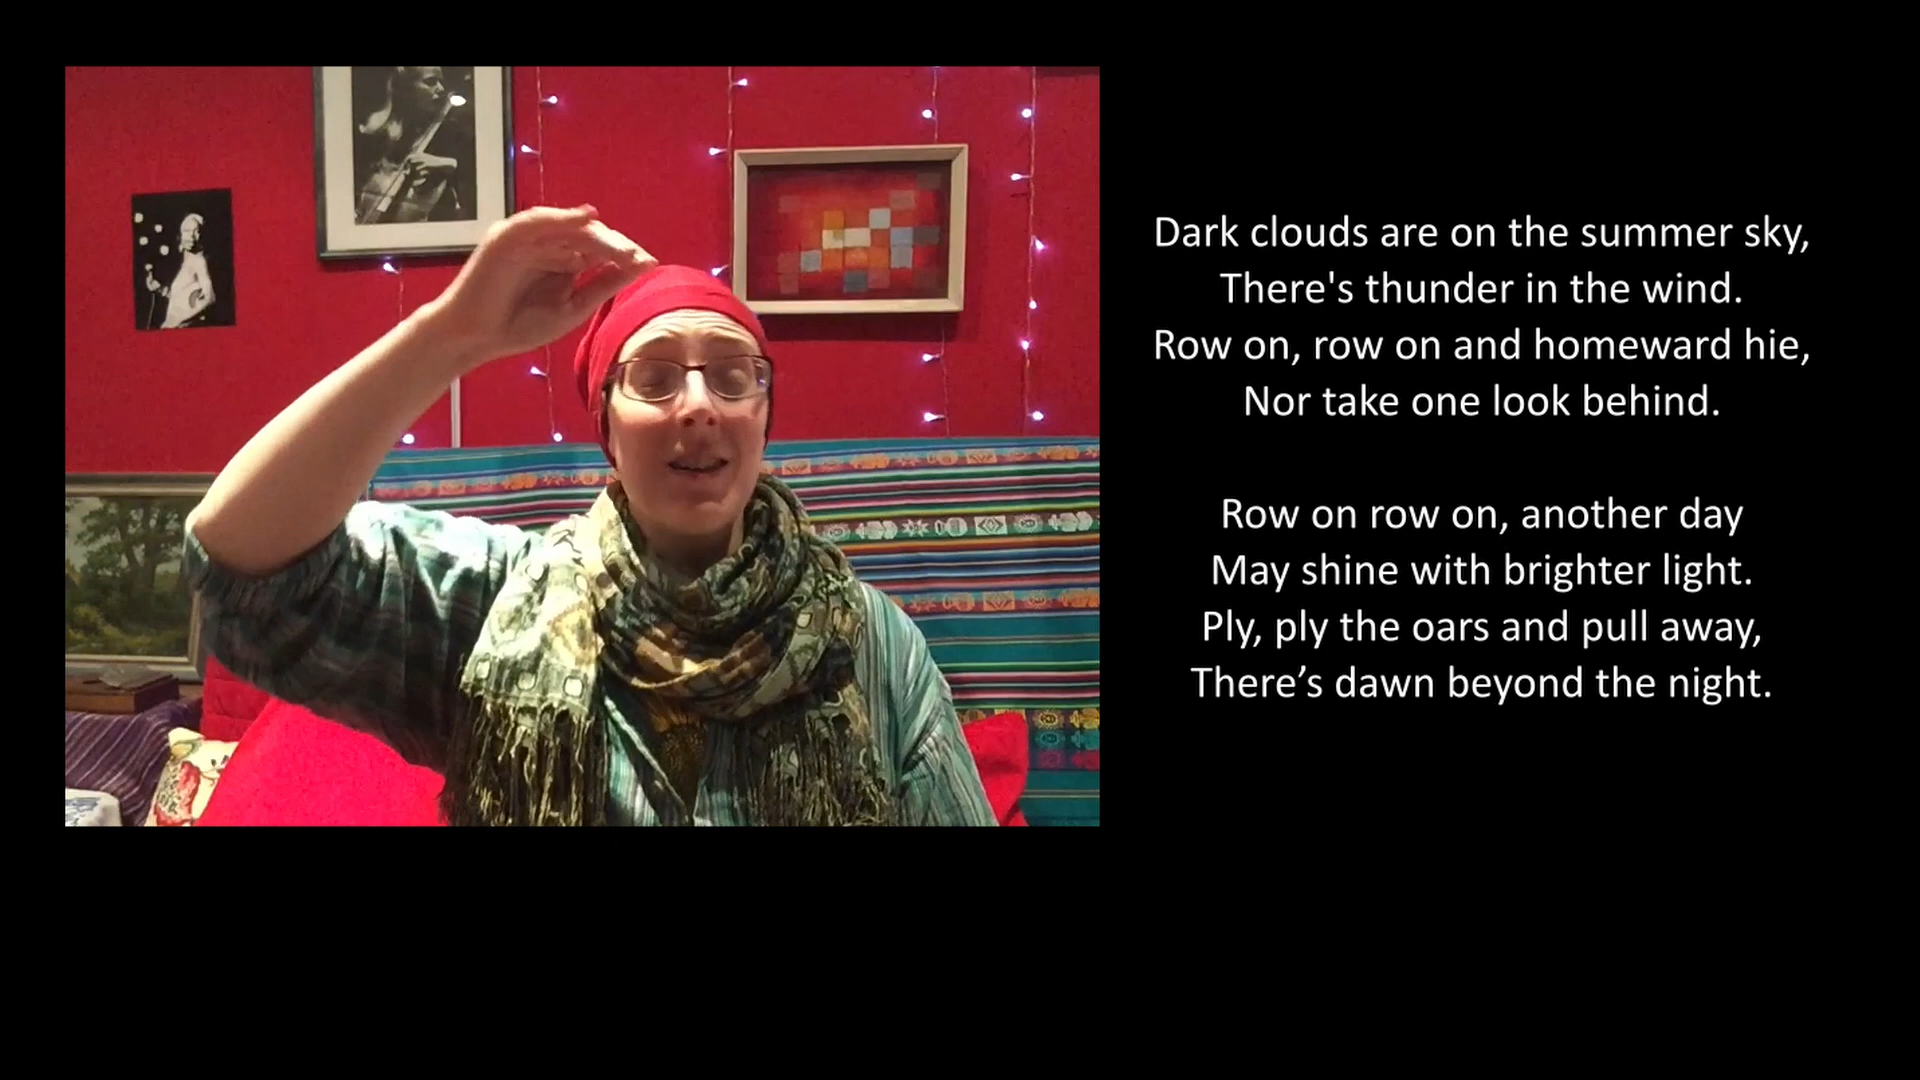 Dark clouds are on the summer sky,
There's thunder in the wind.
Row on, row on and homeward hie,
Nor take one look behind.
Row on row on, another day
May shine with brighter light.
Ply, ply the oars and pull away,
There’s dawn beyond the night.